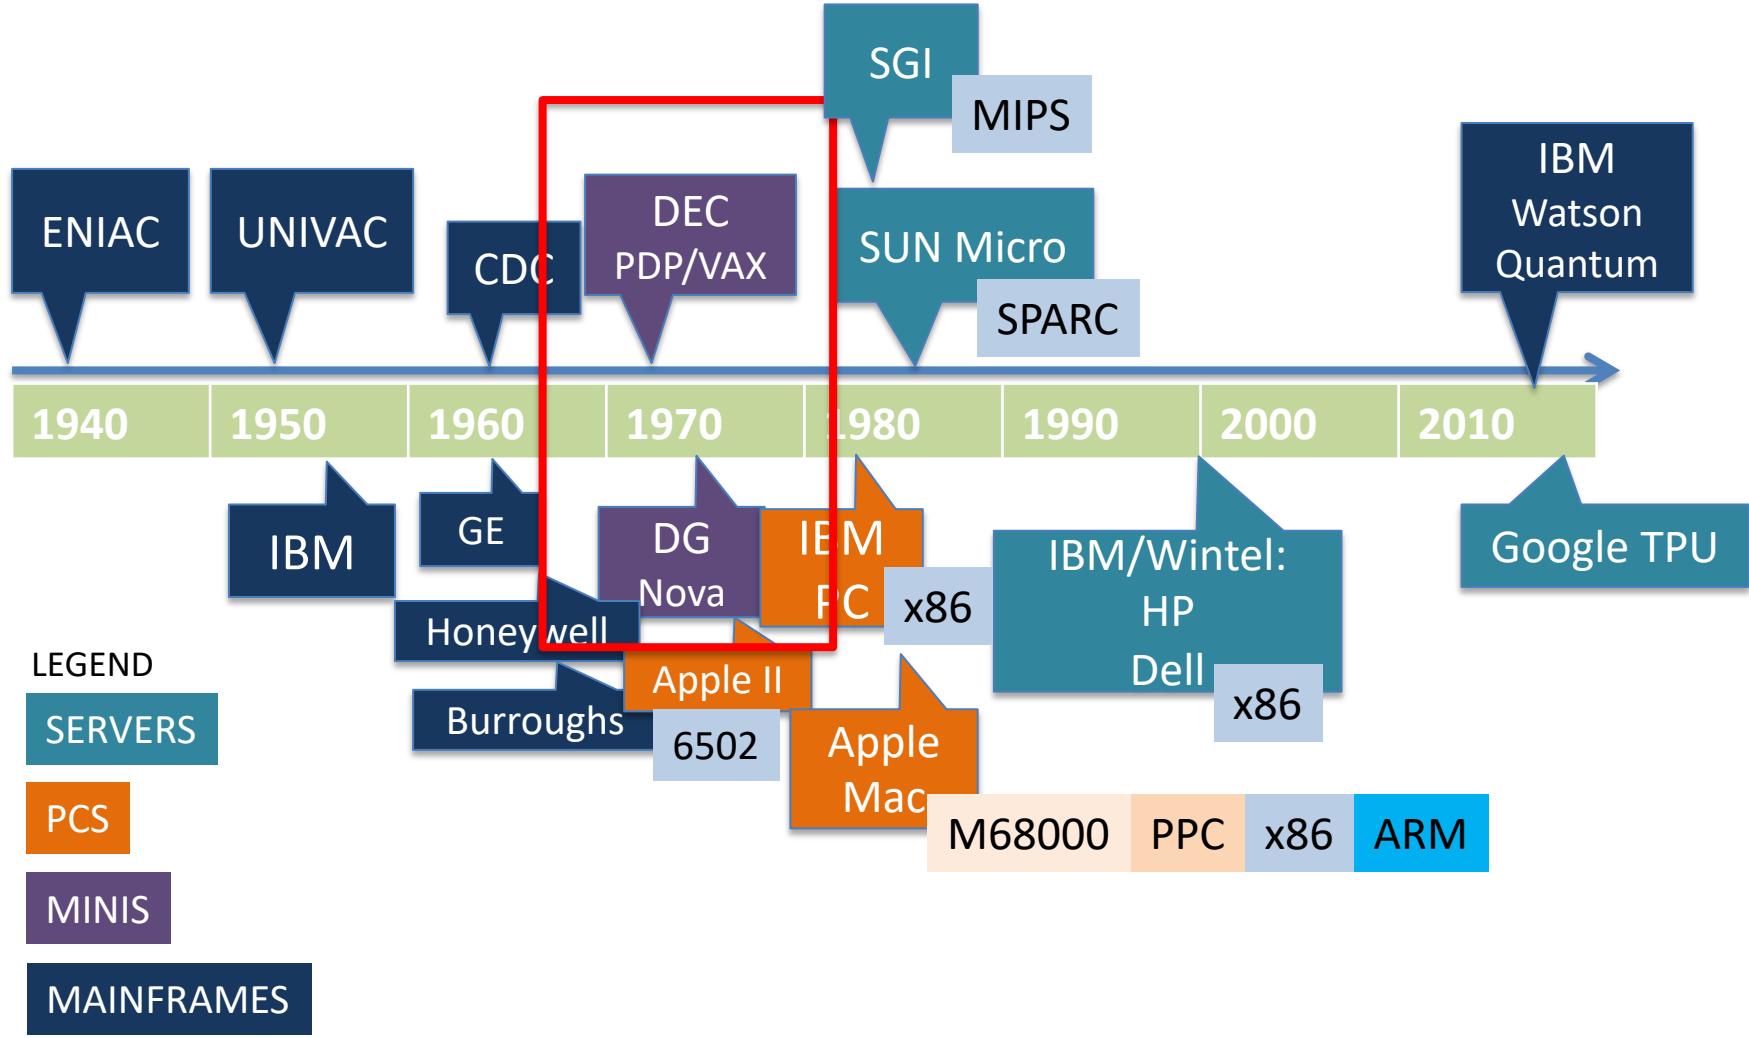 SGI
MIPS
ENIAC
UNIVAC
CDC
DEC
PDP/VAX
SUN Micro
SPARC
IBM
Watson
Quantum
1940 1950 1960 1970 1980 1990 2000 2010
IBM
GE
Honeywell
Burroughs
DG
Nova
Apple II
6502
IBM
PC
x86
Apple
Mac
M68000 PPC x86 ARM
IBM/Wintel:
HP
Dell
x86
Google TPU
LEGEND
SERVERS
PCS
MINIS
MAINFRAMES